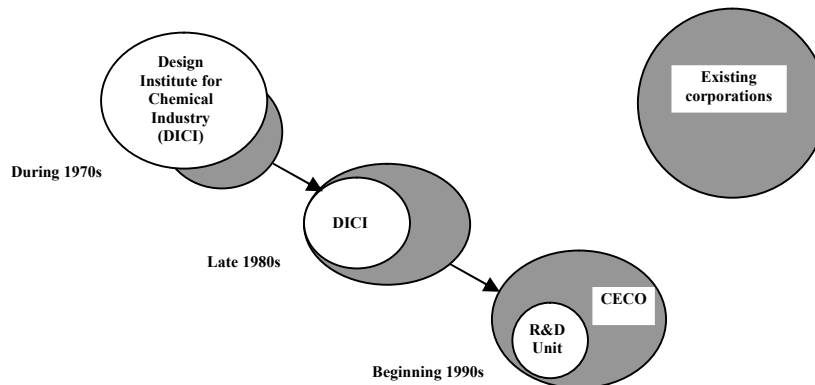 Design
Institute for
Chemical
Industry
(DICI)
Existing
corporations
During 1970s
DICI
Late 1980s
CECO
R&D
Unit
Beginning 1990s